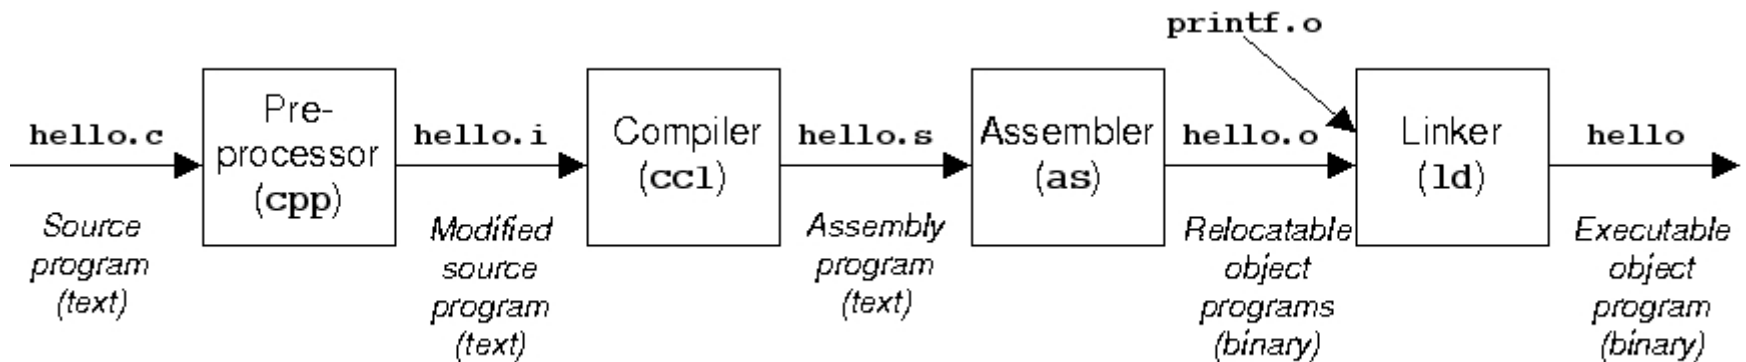 printf.o
hello.c
Pre-
processor
(cpp)
hello.i
Compiler
(cc1)
hello.s
Assembler
(as)
hello.o
Linker
(ld)
hello
Source
program
(text)
Modified
source
program
(text)
Assembly
program
(text)
Relocatable
object
programs
(binary)
Executable
object
program
(binary)